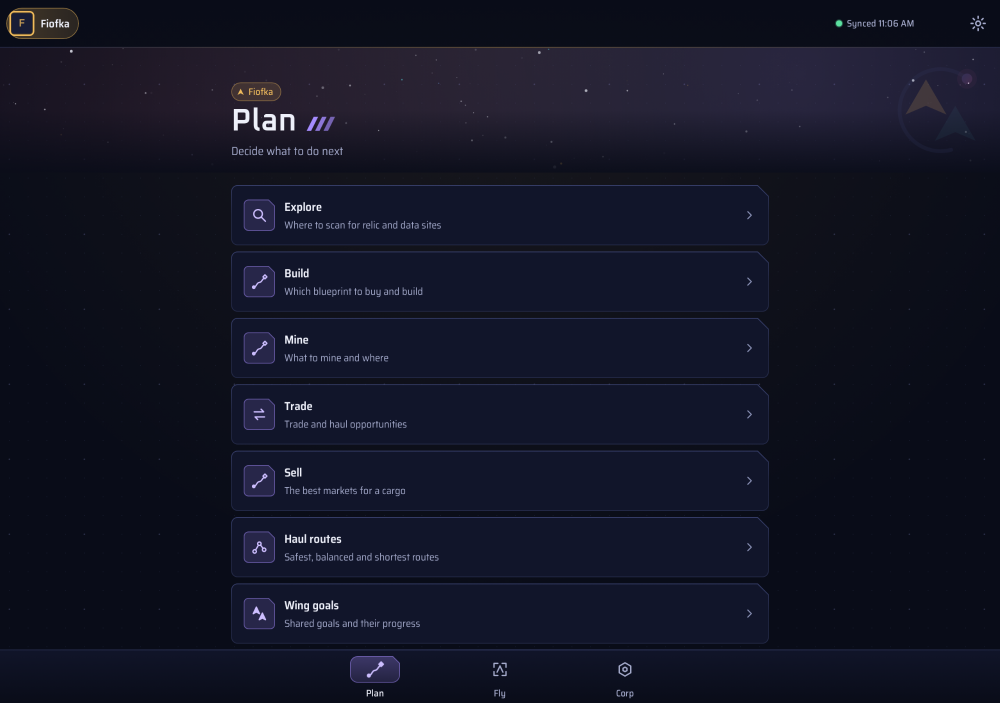 F Fiofka
Synced 11:06 AM
Fiofka
Plan
Decide what to do next
Explore
Where to scan for relic and data sites
Build
Which blueprint to buy and build
Mine
What to mine and where
Trade
Trade and haul opportunities
Sell
The best markets for a cargo
Haul routes
Safest, balanced and shortest routes
Wing goals
Shared goals and their progress
Plan Fly Corp